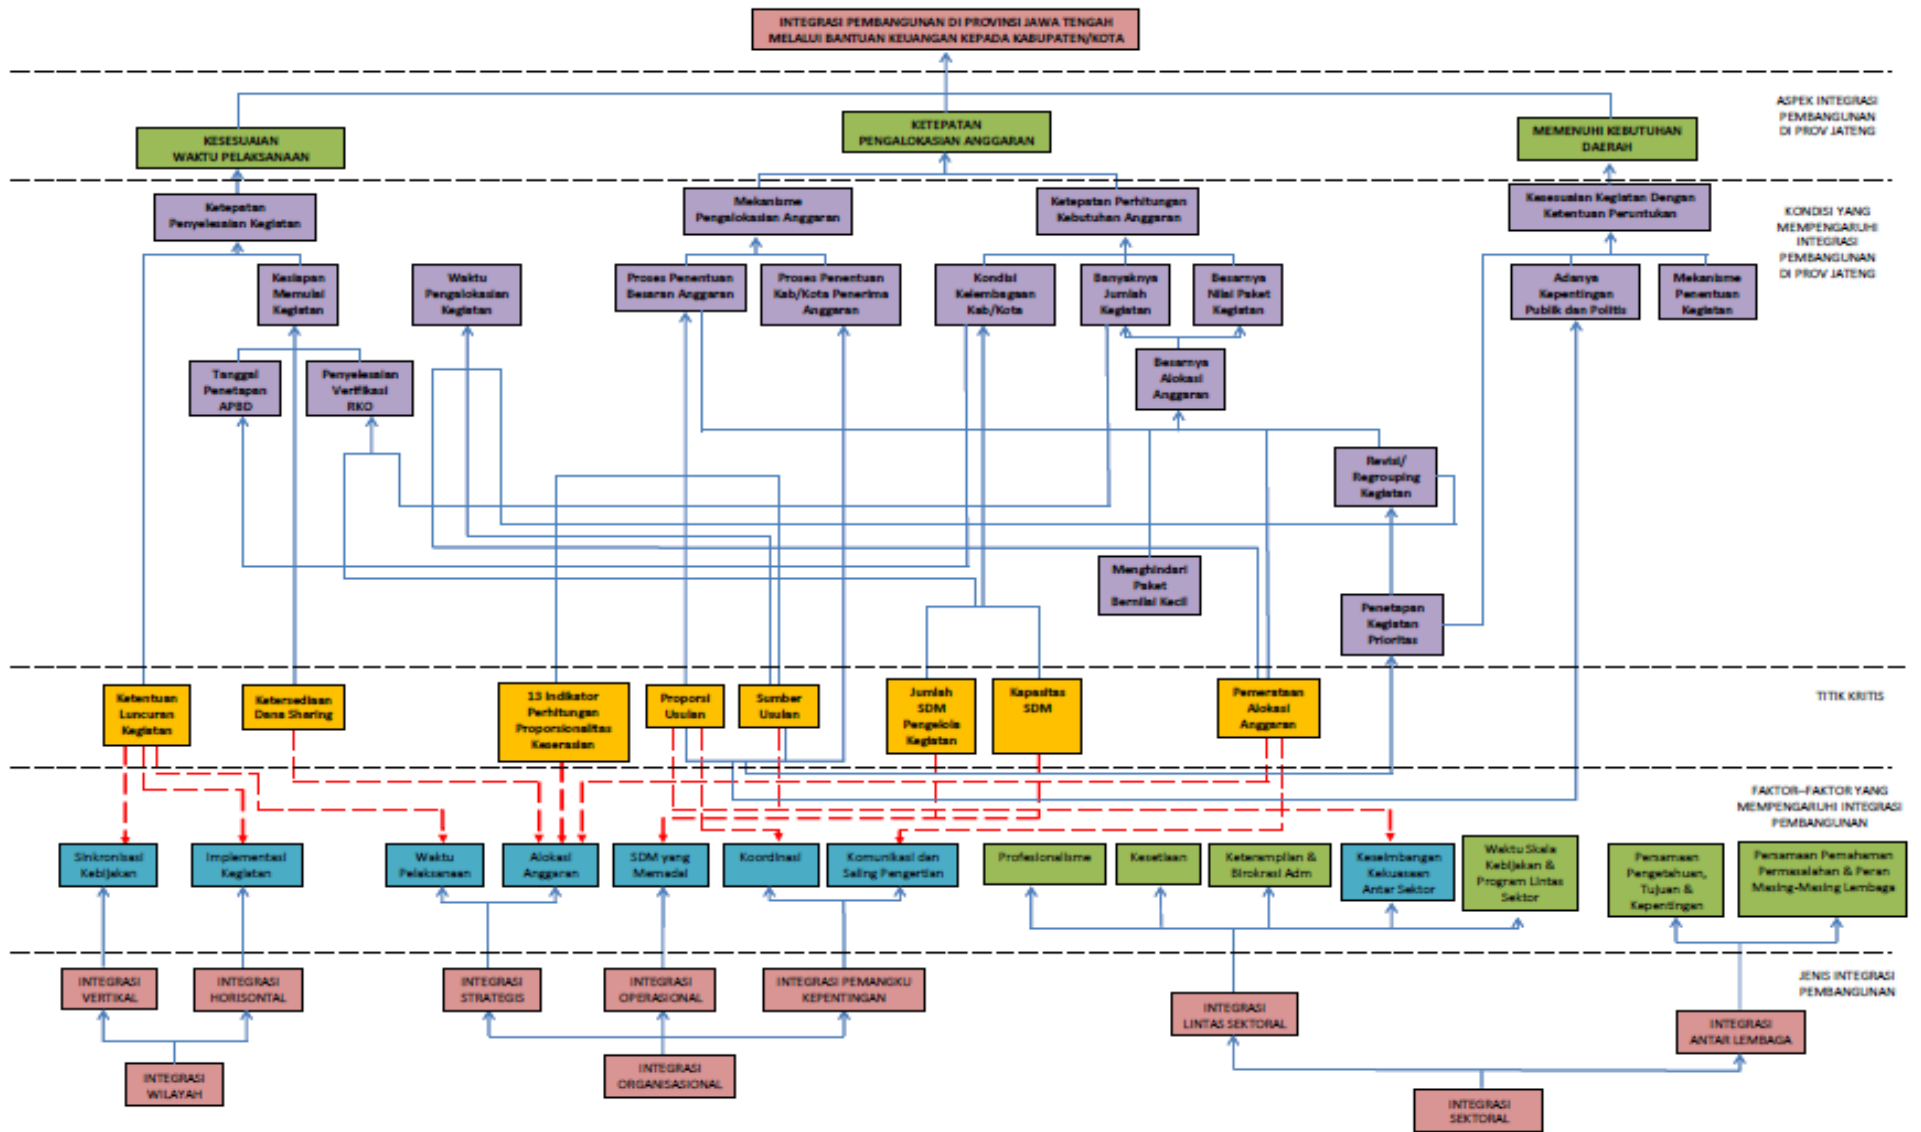 INTEGRASI PEMBANGUNAN DI PROVINSI JAWA TENGAH
MELALUI BANTUAN KEUANGAN KEPADA KABUPATEN/KOTA
ASPEK INTEGRASI
PEMBANGUNAN
DI PROV JATENG
KESESUAIAN
WAKTU PELAKSANAAN
KETEPATAN
PENGALOKASIAN ANGGARAN
MEMENUHI KEBUTUHAN
DAERAH
Ketepatan
Penyelesaian Kegiatan
Mekanisme
Pengalokasian Anggaran
Ketepatan Perhitungan
Kebutuhan Anggaran
Kesesuaian Kegiatan Dengan
Ketentuan Peruntukan
KONDISI YANG
MEMPENGARUHI
INTEGRASI
PEMBANGUNAN
DI PROV JATENG
Kesiapan
Memulai
Kegiatan
Waktu
Pengalokasian
Kegiatan
Proses Penentuan
Besaran Anggaran
Proses Penentuan
Kab/Kota Penerima
Anggaran
Kondisi
Kelembagaan
Kab/Kota
Banyaknya
Jumlah
Kegiatan
Besarnya
Nilai Paket
Kegiatan
Adanya
Kepentingan
Publik dan Politis
Mekanisme
Penentuan
Kegiatan
Tanggal
Penetapan
APBD
Penyelesaian
Verifikasi
RKO
Besarnya
Alokasi
Anggaran
Revisi/
Regrouping
Kegiatan
Menghindari
Paket
Bernilai Kecil
Penetapan
Kegiatan
Prioritas
Ketentuan
Luncuran
Kegiatan
Ketersediaan
Dana Sharing
13 Indikator
Perhitungan
Proporsionalitas
Keserasian
Proporsi
Usulan
Sumber
Usulan
Jumlah
SDM
Pengelola
Kegiatan
Kapasitas
SDM
Pemerataan
Alokasi
Anggaran
TITIK KRITIS
FAKTOR–FAKTOR YANG
MEMPENGARUHI INTEGRASI
PEMBANGUNAN
Sinkronisasi
Kebijakan
Implementasi
Kegiatan
Waktu
Pelaksanaan
Alokasi
Anggaran
SDM yang
Memadai
Koordinasi
Komunikasi dan
Saling Pengertian
Profesionalisme
Kesetiaan
Keterampilan &
Birokrasi Adm
Keseimbangan
Kekuasaan
Antar Sektor
Waktu Skala
Kebijakan &
Program Lintas
Sektor
Persamaan
Pengetahuan,
Tujuan &
Kepentingan
Persamaan Pemahaman
Permasalahan & Peran
Masing-Masing Lembaga
INTEGRASI
VERTIKAL
INTEGRASI
HORISONTAL
INTEGRASI
STRATEGIS
INTEGRASI
OPERASIONAL
INTEGRASI PEMANGKU
KEPENTINGAN
INTEGRASI
LINTAS SEKTORAL
INTEGRASI
ANTAR LEMBAGA
JENIS INTEGRASI
PEMBANGUNAN
INTEGRASI
WILAYAH
INTEGRASI
ORGANISASIONAL
INTEGRASI
SEKTORAL